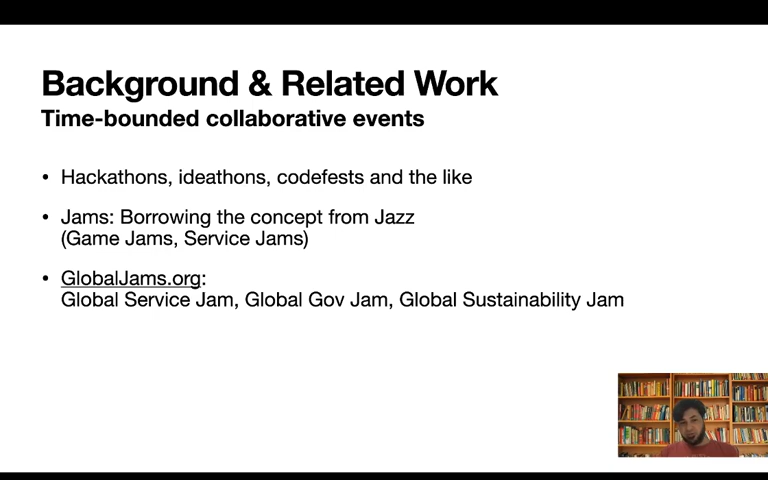 Background & Related Work
Time-bounded collaborative events
• Hackathons, ideathons, codefests and the like
• Jams: Borrowing the concept from Jazz
(Game Jams, Service Jams)
• GlobalJams.org:
Global Service Jam, Global Gov Jam, Global Sustainability Jam